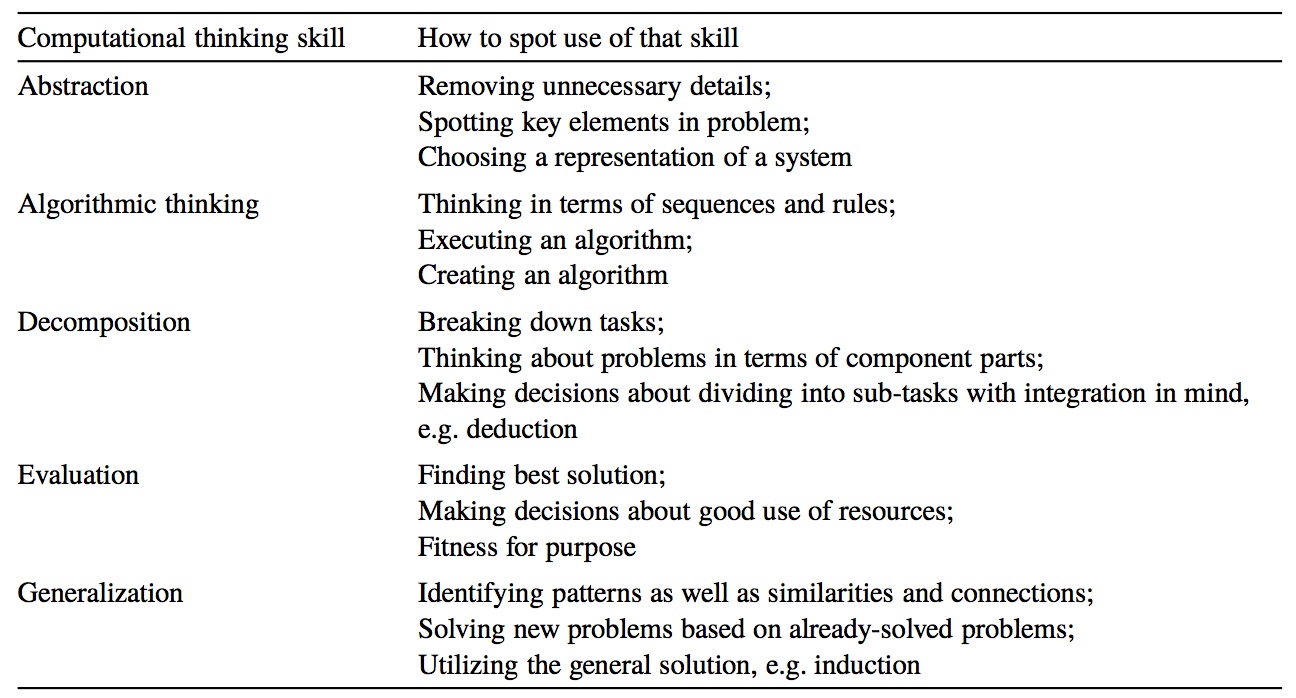 Computational thinking skill How to spot use of that skill
Abstraction Removing unnecessary details;
Spotting key elements in problem;
Choosing a representation of a system
Algorithmic thinking Thinking in terms of sequences and rules;
Executing an algorithm;
Creating an algorithm
Decomposition Breaking down tasks;
Thinking about problems in terms of component parts;
Making decisions about dividing into sub-tasks with integration in mind,
e.g. deduction
Evaluation Finding best solution;
Making decisions about good use of resources;
Fitness for purpose
Generalization Identifying patterns as well as similarities and connections;
Solving new problems based on already-solved problems;
Utilizing the general solution, e.g. induction